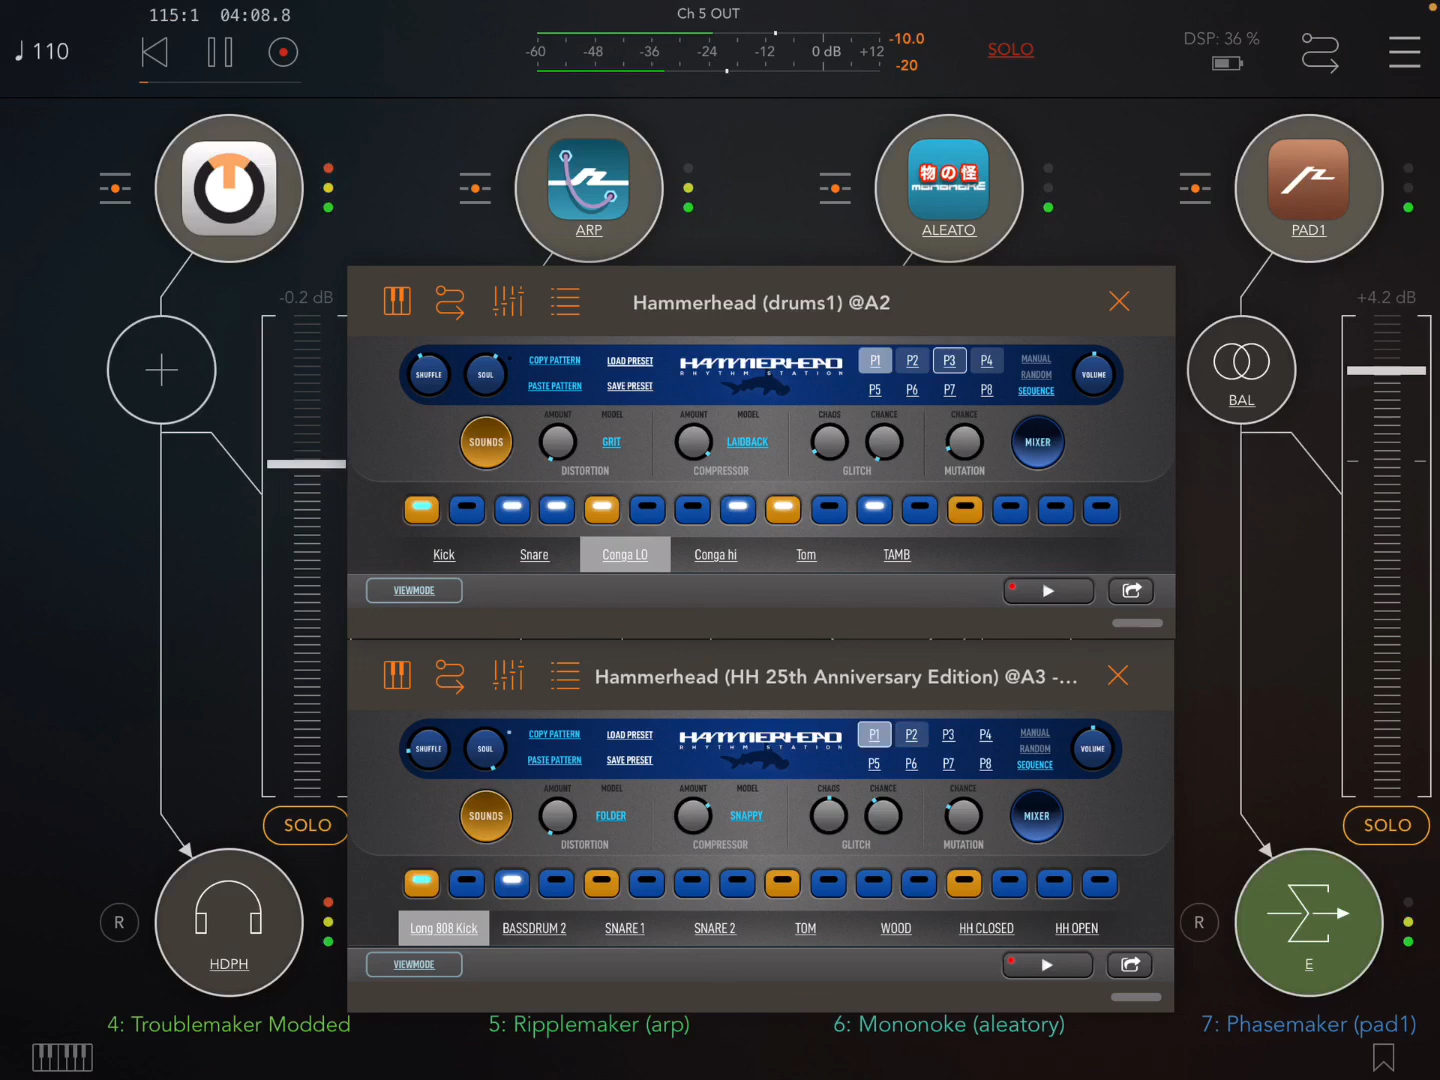 115:1 04:08.8
Ch 5 OUT
110
-60 -48 -36 -24 -12 0 dB +12
-10.0
-20
SOLO
DSP: 36 %
ARP
物の怪
MONONOKE
ALEATO
PAD1
-0.2 dB
+4.2 dB
BAL
Hammerhead (drums1) @A2
SHUFFLE
SOUL
COPY PATTERN
PASTE PATTERN
LOAD PRESET
SAVE PRESET
HAMMERHEAD
RHYTHM STATION
P1 P2 P3 P4
P5 P6 P7 P8
MANUAL
RANDOM
SEQUENCE
VOLUME
SOUNDS
AMOUNT MODEL
GRIT
DISTORTION
AMOUNT MODEL
LAIDBACK
COMPRESSOR
CHAOS CHANCE
GLITCH
CHANCE
MUTATION
MIXER
Kick Snare Conga LO Conga hi Tom TAMB
VIEWMODE
Hammerhead (HH 25th Anniversary Edition) @A3 -...
SHUFFLE
SOUL
COPY PATTERN
PASTE PATTERN
LOAD PRESET
SAVE PRESET
HAMMERHEAD
RHYTHM STATION
P1 P2 P3 P4
P5 P6 P7 P8
MANUAL
RANDOM
SEQUENCE
VOLUME
SOUNDS
AMOUNT MODEL
FOLDER
DISTORTION
AMOUNT MODEL
SNAPPY
COMPRESSOR
CHAOS CHANCE
GLITCH
CHANCE
MUTATION
MIXER
Long 808 Kick BASSDRUM 2 SNARE 1 SNARE 2 TOM WOOD HH CLOSED HH OPEN
VIEWMODE
SOLO
SOLO
R
HDPH
R
E
4: Troublemaker Modded
5: Ripplemaker (arp)
6: Mononoke (aleatory)
7: Phasemaker (pad1)